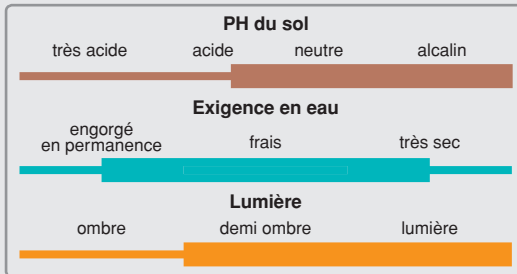 PH du sol
très acide acide neutre alcalin
Exigence en eau
engorgé
en permanence frais très sec
Lumière
ombre demi ombre lumière